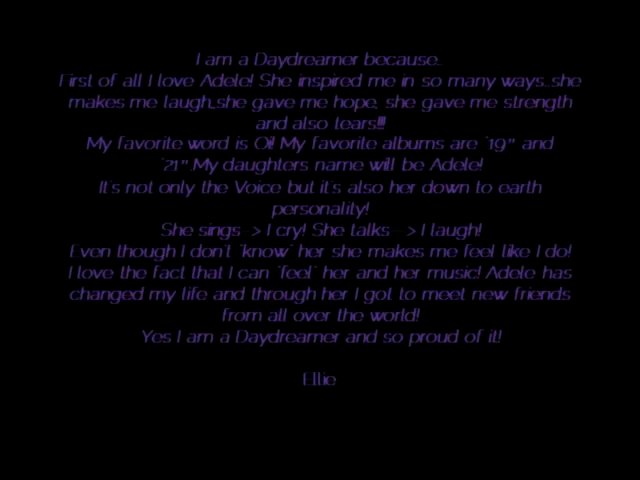 I am a Daydreamer because...
First of all I love Adele! She inspired me in so many ways...she
makes me laugh,,she gave me hope, she gave me strength
and also tears!!!
My favorite word is Oi! My favorite albums are "19" and
"21".My daughters name will be Adele!
It's not only the Voice but it's also her down to earth
personality!
She sings -> I cry! She talks --> I laugh!
Even though I don't "know" her she makes me feel like I do!
I love the fact that I can "feel" her and her music! Adele has
changed my life and through her I got to meet new friends
from all over the world!
Yes I am a Daydreamer and so proud of it!
Ellie